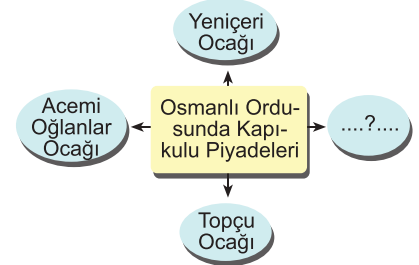 Yeniçeri
Ocağı
Acemi
Oğlanlar
Ocağı
Osmanlı Ordu-
sunda Kapı-
kulu Piyadeleri
....?....
Topçu
Ocağı